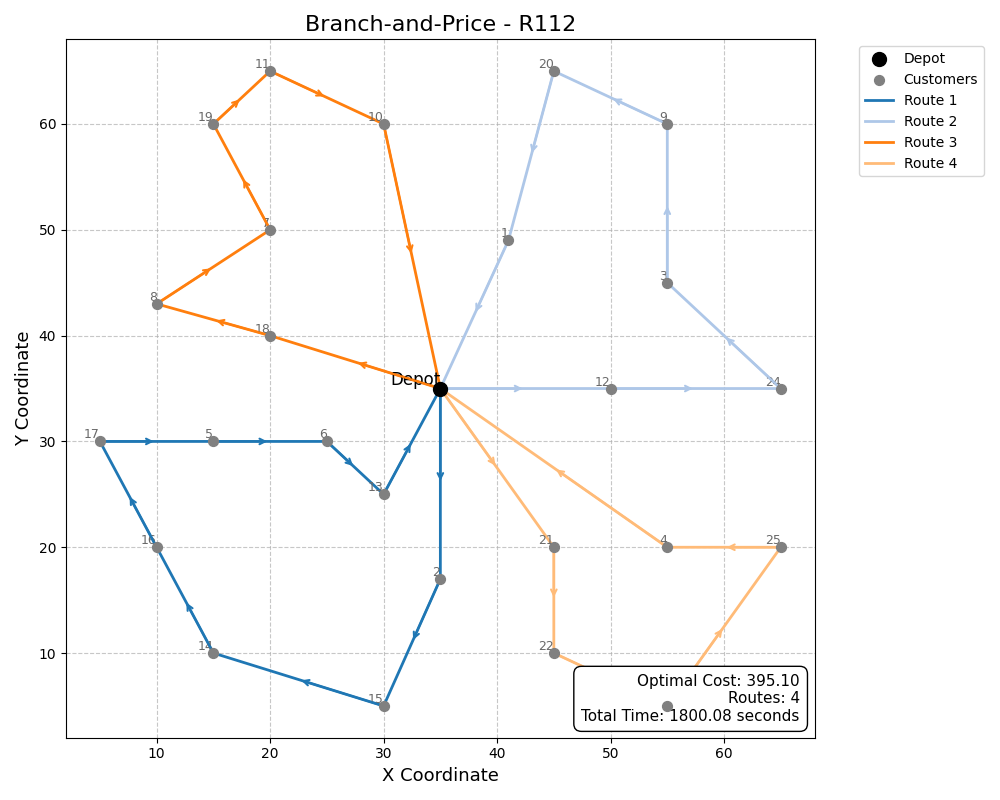 Branch-and-Price - R112
Depot
Customers
Route 1
Route 2
Route 3
Route 4
11
20
19
10
9
60
7
1
50
8
3
18
40
Depot
12
24
Y Coordinate
17
5
6
30
13
16
21
4
25
20
2
14
22
10
15
Optimal Cost: 395.10
Routes: 4
Total Time: 1800.08 seconds
10
20
30
40
50
60
X Coordinate